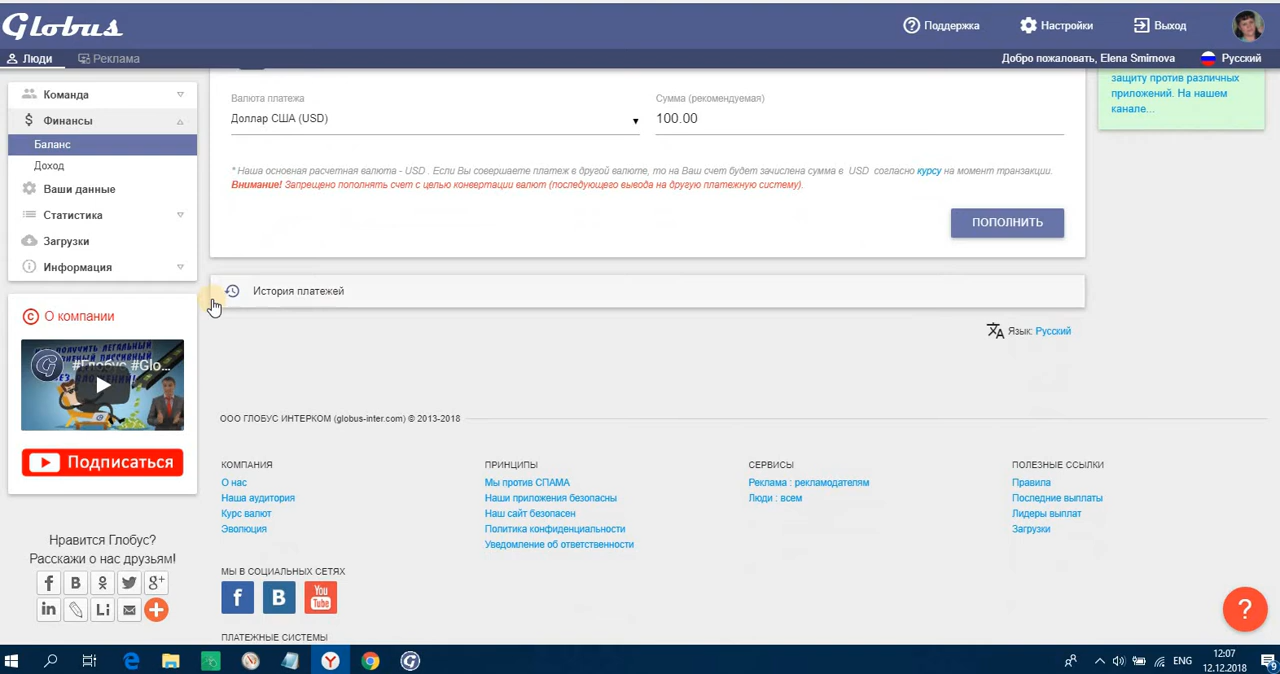 Globus
Поддержка
Настройки
Выход
Люди
Реклама
Добро пожаловать, Elena Smirnova
Русский
Команда
Финансы
Баланс
Доход
Ваши данные
Статистика
Загрузки
Информация
Валюта платежа
Доллар США (USD)
Сумма (рекомендуемая)
100.00
* Наша основная расчетная валюта - USD . Если Вы совершаете платеж в другой валюте, то на Ваш счет будет зачислена сумма в USD согласно курсу на момент транзакции.
Внимание! Запрещено пополнять счет с целью конвертации валют (последующего вывода на другую платежную систему).
ПОПОЛНИТЬ
защиту против различных
приложений. На нашем
канале...
История платежей
Язык: Русский
О компании
#Глобус #Glo...
Подписаться
Нравится Глобус?
Расскажи о нас друзьям!
ООО ГЛОБУС ИНТЕРКОМ (globus-inter.com) © 2013-2018
КОМПАНИЯ
О нас
Наша аудитория
Курс валют
Эволюция
ПРИНЦИПЫ
Мы против СПАМА
Наши приложения безопасны
Наш сайт безопасен
Политика конфиденциальности
Уведомление об ответственности
СЕРВИСЫ
Реклама : рекламодателям
Люди : всем
ПОЛЕЗНЫЕ ССЫЛКИ
Правила
Последние выплаты
Лидеры выплат
Загрузки
МЫ В СОЦИАЛЬНЫХ СЕТЯХ
You
Tube
ПЛАТЕЖНЫЕ СИСТЕМЫ
ENG
12:07
12.12.2018